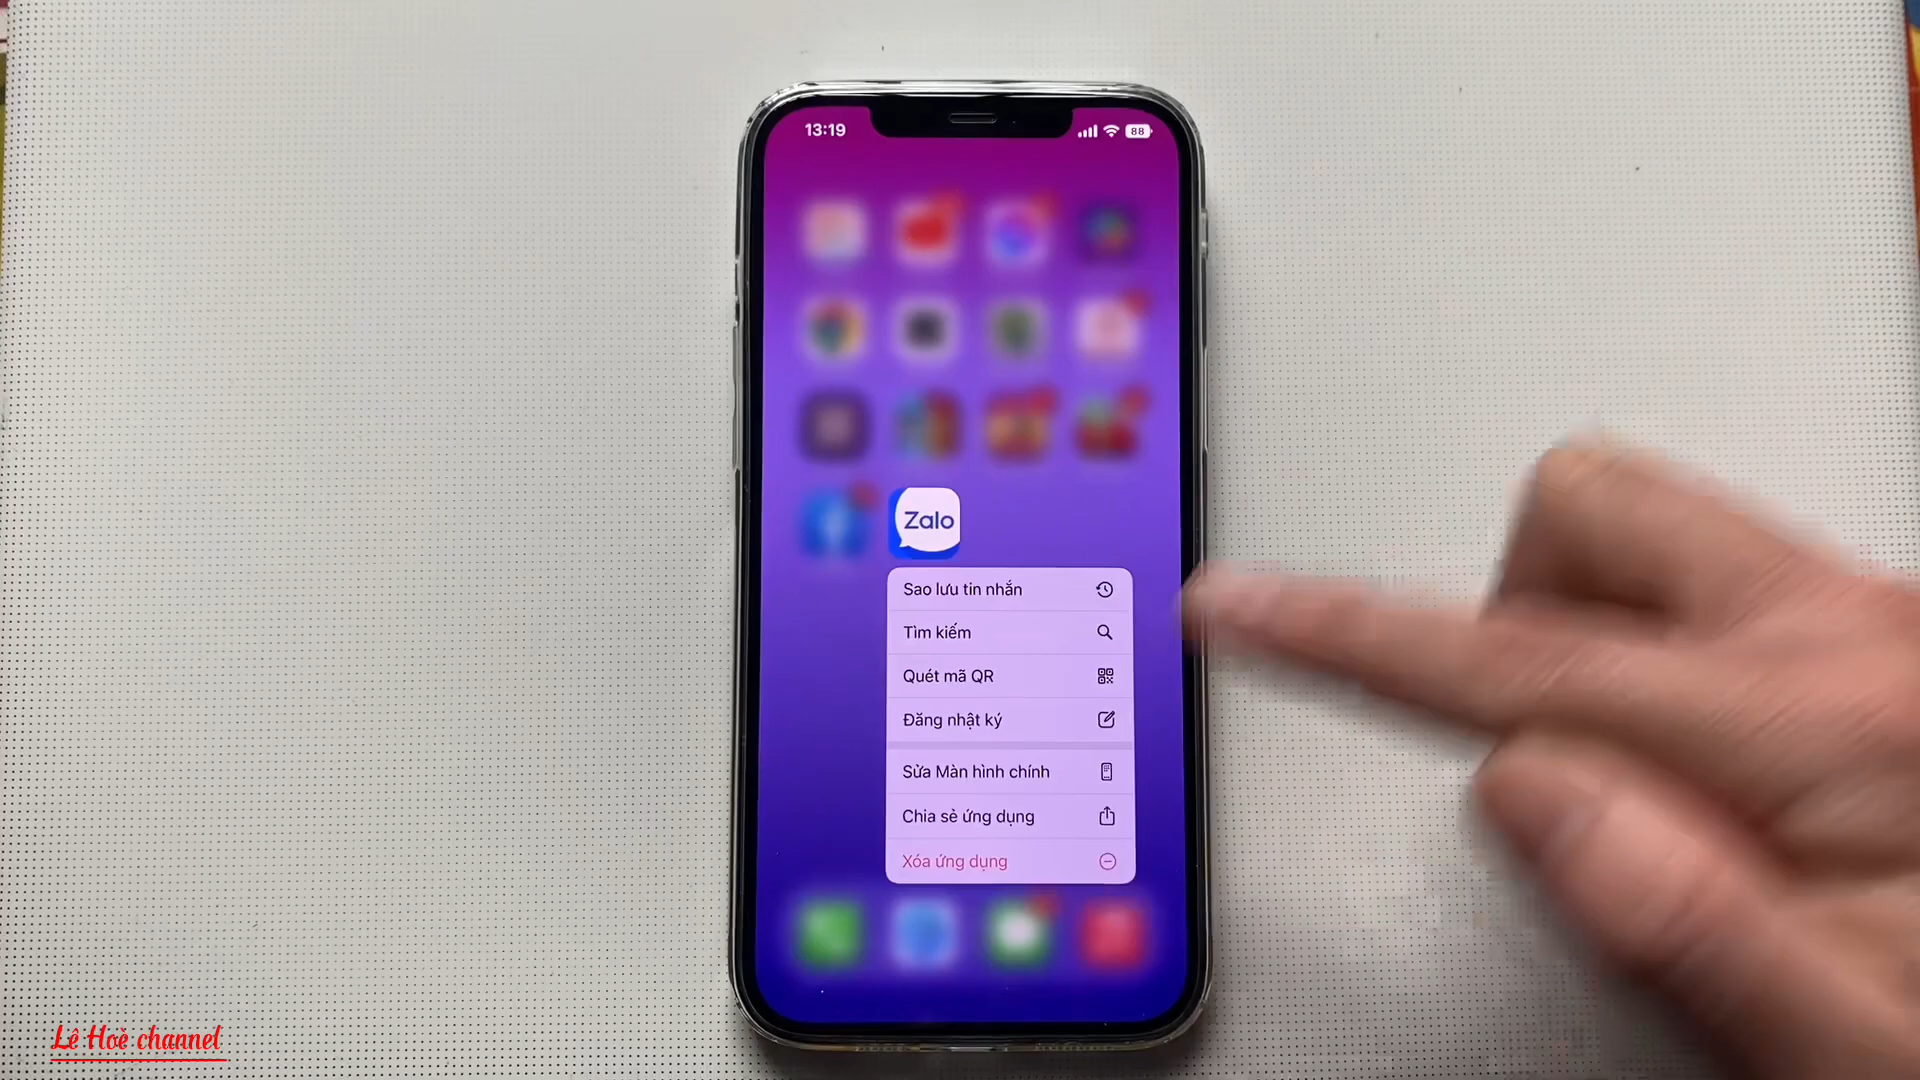 13:19
88
Zalo
Sao lưu tin nhắn
Tìm kiếm
Quét mã QR
Đăng nhật ký
Sửa Màn hình chính
Chia sẻ ứng dụng
Xóa ứng dụng
Lê Hoè channel